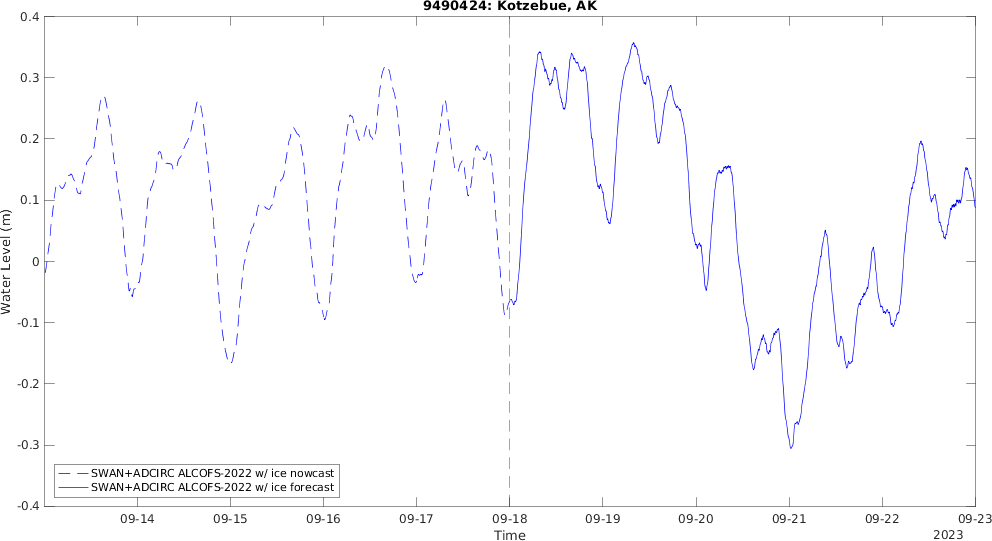 9490424: Kotzebue, AK
0.4
0.3
0.2
0.1
0
-0.1
-0.2
-0.3
-0.4
Water Level (m)
SWAN+ADCIRC ALCOFS-2022 w/ ice nowcast
SWAN+ADCIRC ALCOFS-2022 w/ ice forecast
09-14 09-15 09-16 09-17 09-18 09-19 09-20 09-21 09-22 09-23
Time
2023